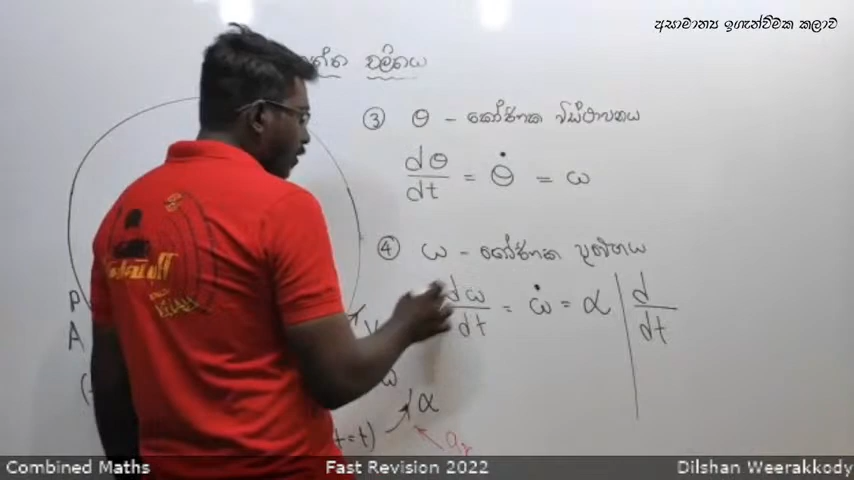 අසාමාන්‍ය ඉගැන්වීමක කලාව
චලිතය
③ θ - කෝණික විස්ථාපනය
dθ/dt = θ̇ = ω
④ ω - කෝණික ප්‍රවේගය
dω/dt = ω̇ = α | d/dt
P
A
α
t=t)
Combined Maths
Fast Revision 2022
Dilshan Weerakkody